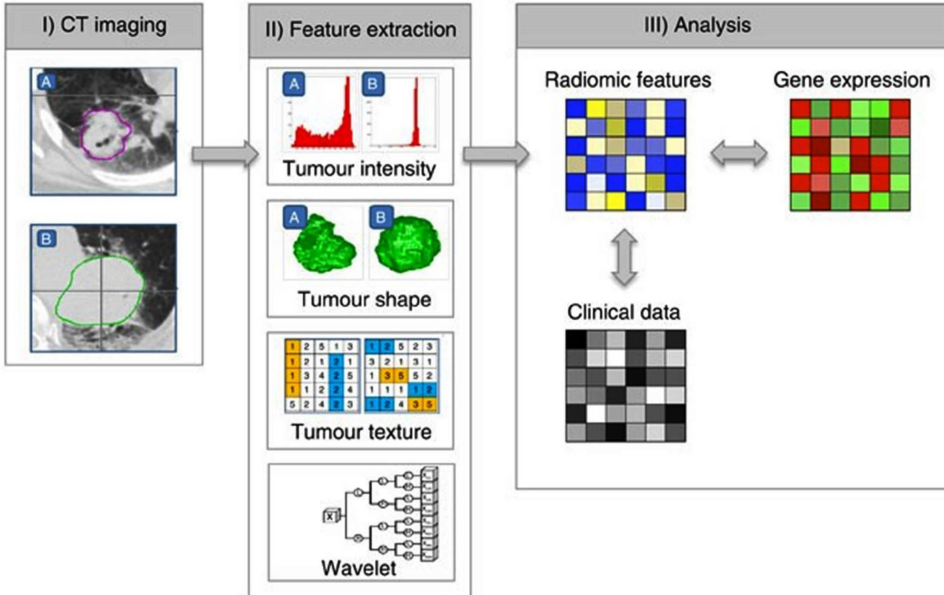 I) CT imaging
A
B
II) Feature extraction
A B
Tumour intensity
A B
Tumour shape
1 2 5 1 3
1 2 1 2 1
1 3 4 2 5
1 1 2 2 4
5 2 4 2 3
1 2 5 2 3
3 2 1 3 1
1 3 5 5 2
1 1 1 1 2
1 2 4 3 5
Tumour texture
X
Wavelet
III) Analysis
Radiomic features
Gene expression
Clinical data